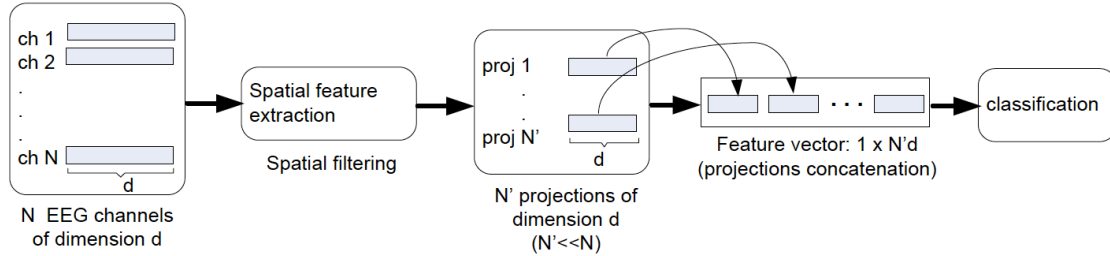 ch 1
ch 2
.
.
.
ch N
d
N EEG channels
of dimension d
Spatial feature
extraction
Spatial filtering
proj 1
.
.
proj N’
d
N’ projections of
dimension d
(N’<<N)
. . .
Feature vector: 1 x N’d
(projections concatenation)
classification